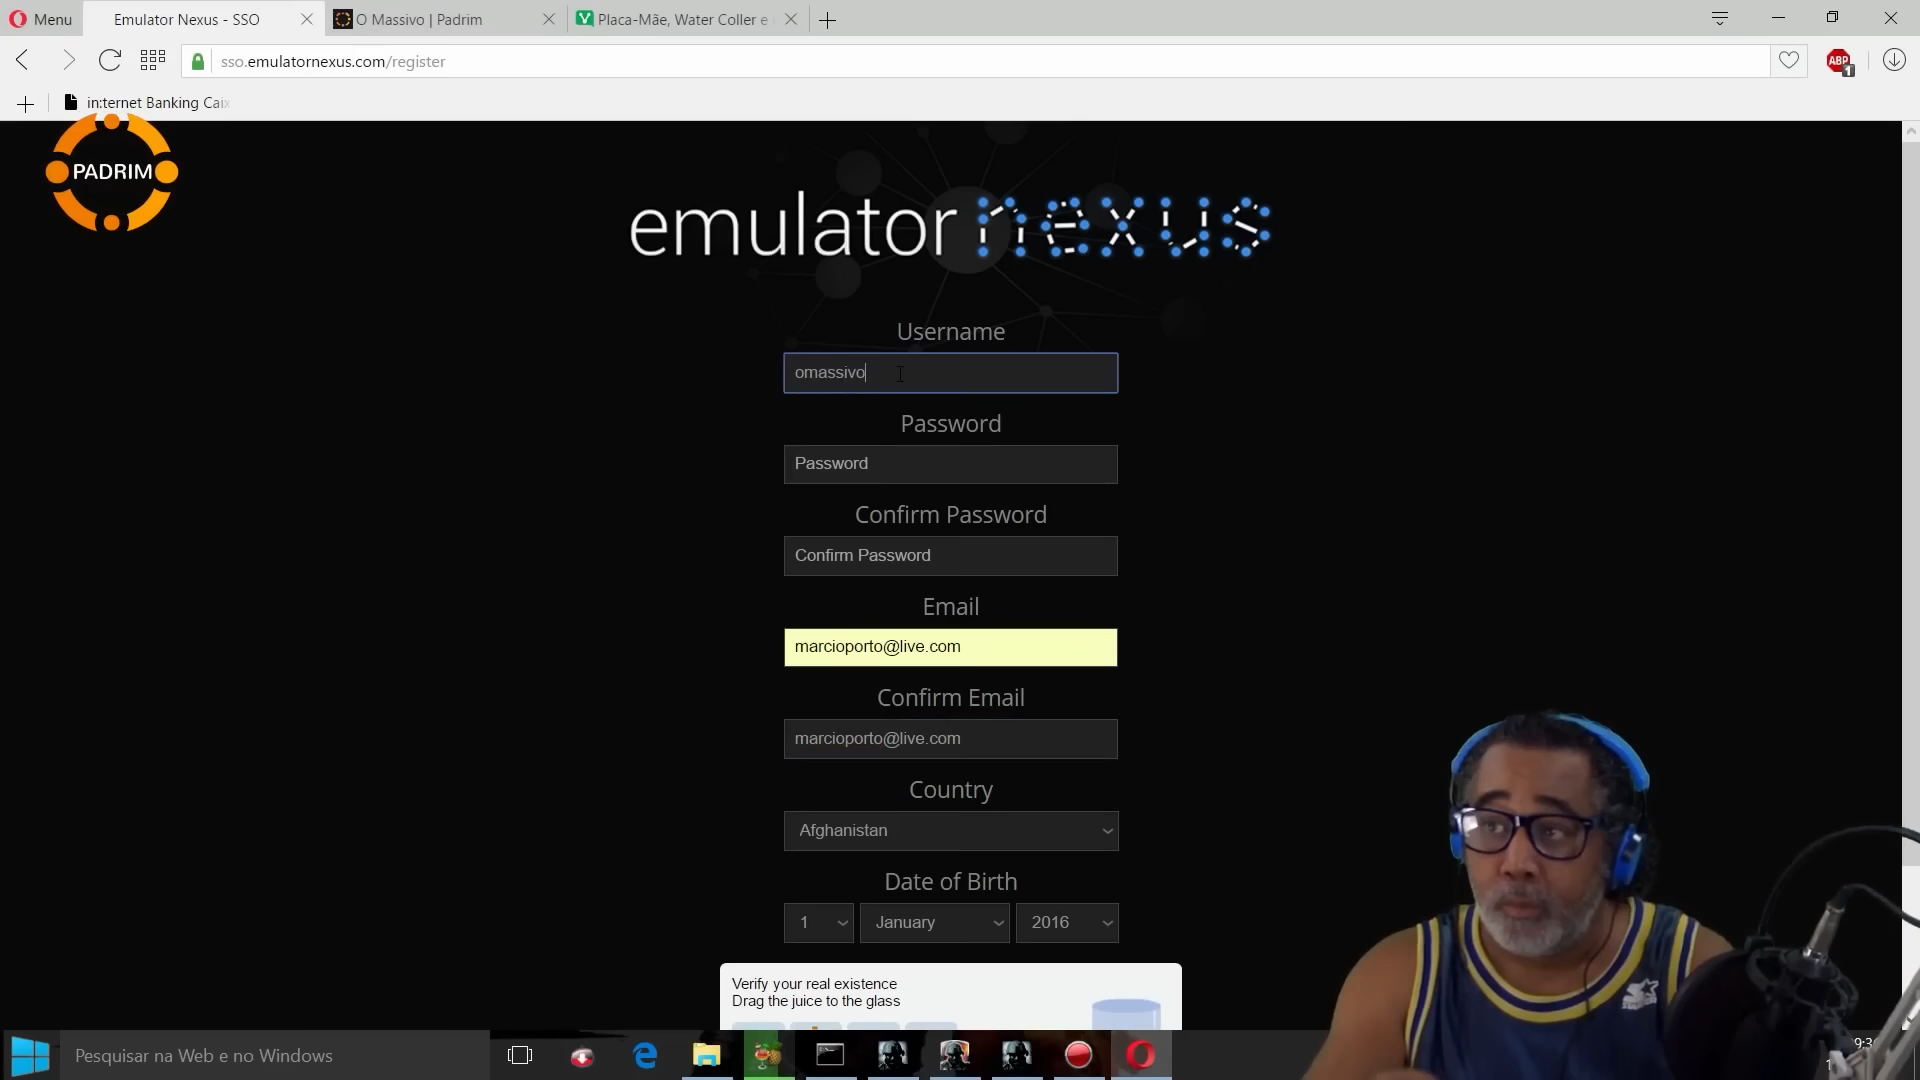 Menu
Emulator Nexus - SSO
O Massivo | Padrim
Placa-Mãe, Water Coller e
sso.emulatornexus.com/register
ABP
1
in:ternet Banking Caix
PADRIM
emulator nexus
Username
omassivo
Password
Password
Confirm Password
Confirm Password
Email
marcioporto@live.com
Confirm Email
marcioporto@live.com
Country
Afghanistan
Date of Birth
1 January 2016
Verify your real existence
Drag the juice to the glass
Pesquisar na Web e no Windows